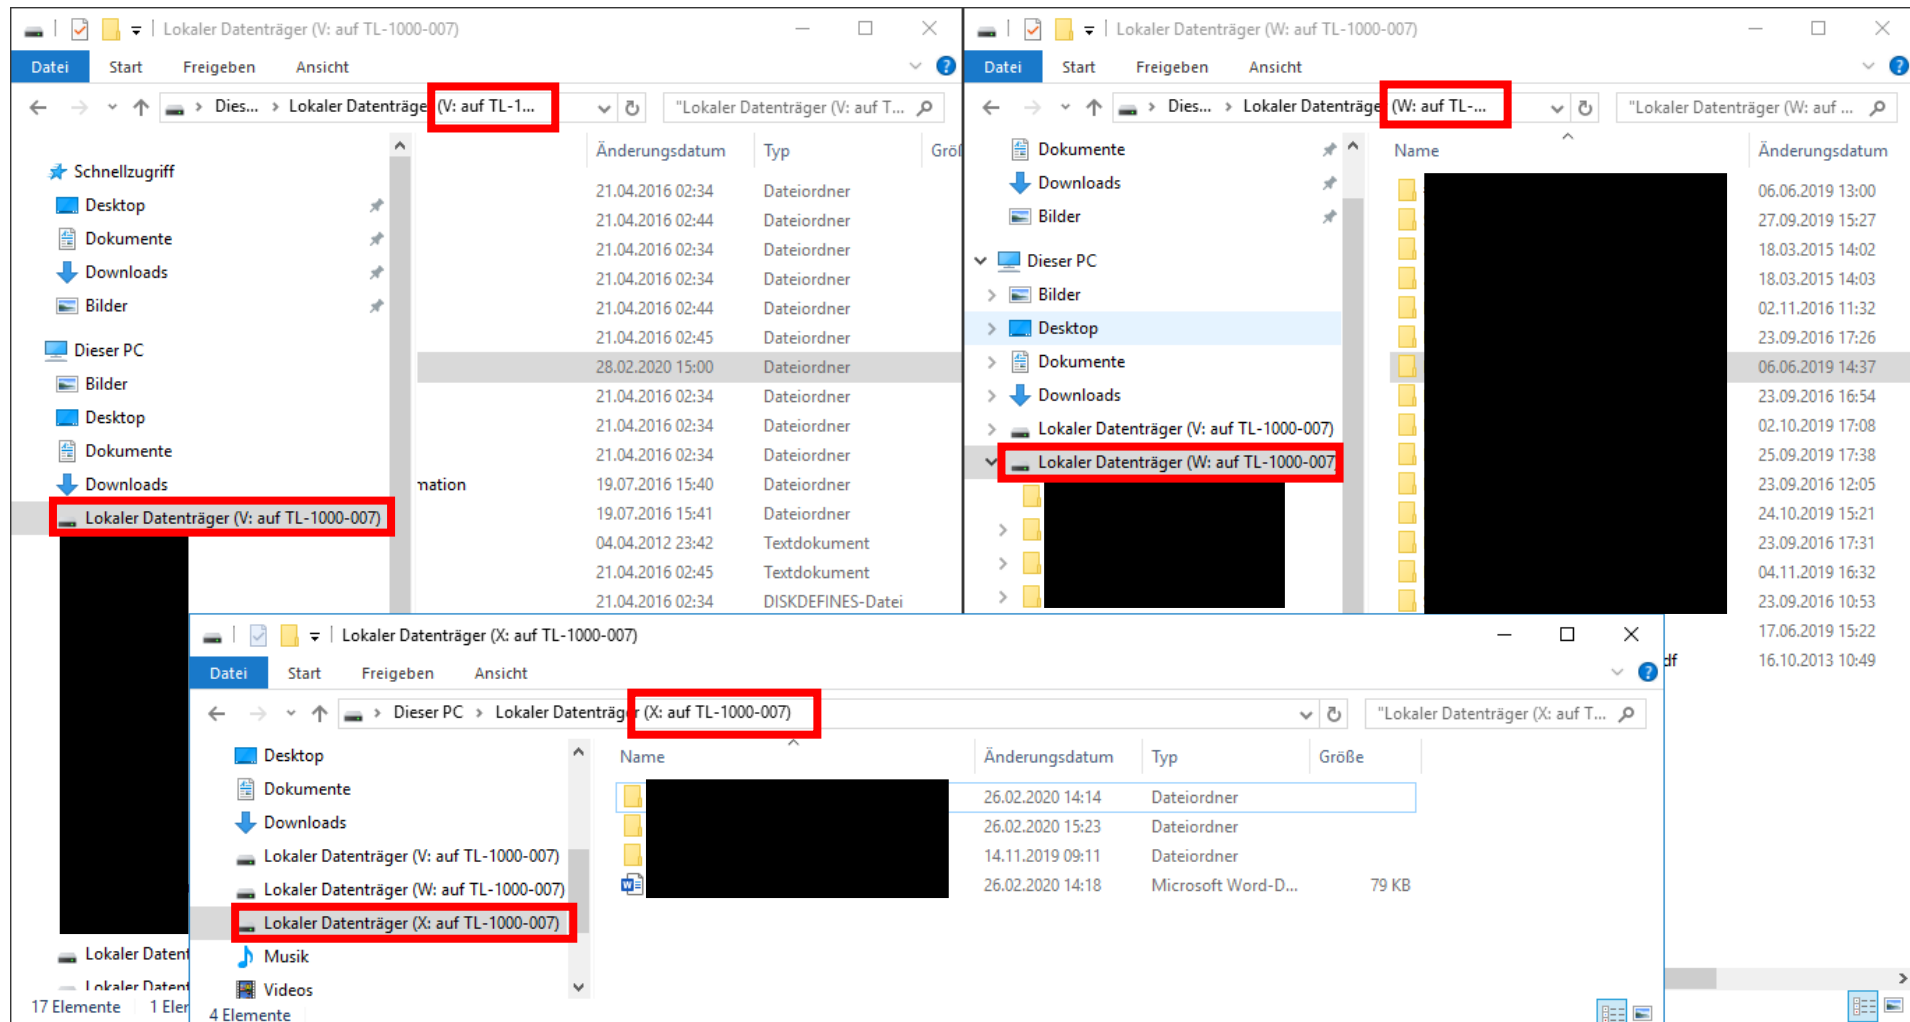 Lokaler Datenträger (V: auf TL-1000-007)
Datei Start Freigeben Ansicht
Dies... Lokaler Datenträger (V: auf TL-1...
"Lokaler Datenträger (V: auf T...
Schnellzugriff
Desktop
Dokumente
Downloads
Bilder
Dieser PC
Bilder
Desktop
Dokumente
Downloads
Lokaler Datenträger (V: auf TL-1000-007)
Lokaler Datent
Lokaler Datent
17 Elemente 1 Eler
Änderungsdatum Typ Größ
21.04.2016 02:34 Dateiordner
21.04.2016 02:44 Dateiordner
21.04.2016 02:34 Dateiordner
21.04.2016 02:34 Dateiordner
21.04.2016 02:44 Dateiordner
21.04.2016 02:45 Dateiordner
28.02.2020 15:00 Dateiordner
21.04.2016 02:34 Dateiordner
21.04.2016 02:34 Dateiordner
21.04.2016 02:34 Dateiordner
mation 19.07.2016 15:40 Dateiordner
19.07.2016 15:41 Dateiordner
04.04.2012 23:42 Textdokument
21.04.2016 02:45 Textdokument
21.04.2016 02:34 DISKDEFINES-Datei
Lokaler Datenträger (W: auf TL-1000-007)
Datei Start Freigeben Ansicht
Dies... Lokaler Datenträge (W: auf TL-...
"Lokaler Datenträger (W: auf ...
Dokumente
Downloads
Bilder
Dieser PC
Bilder
Desktop
Dokumente
Downloads
Lokaler Datenträger (V: auf TL-1000-007)
Lokaler Datenträger (W: auf TL-1000-007
Name Änderungsdatum
06.06.2019 13:00
27.09.2019 15:27
18.03.2015 14:02
18.03.2015 14:03
02.11.2016 11:32
23.09.2016 17:26
06.06.2019 14:37
23.09.2016 16:54
02.10.2019 17:08
25.09.2019 17:38
23.09.2016 12:05
24.10.2019 15:21
23.09.2016 17:31
04.11.2019 16:32
23.09.2016 10:53
17.06.2019 15:22
df 16.10.2013 10:49
Lokaler Datenträger (X: auf TL-1000-007)
Datei Start Freigeben Ansicht
Dieser PC Lokaler Datenträger (X: auf TL-1000-007)
"Lokaler Datenträger (X: auf T...
Desktop
Dokumente
Downloads
Lokaler Datenträger (V: auf TL-1000-007)
Lokaler Datenträger (W: auf TL-1000-007)
Lokaler Datenträger (X: auf TL-1000-007)
Musik
Videos
4 Elemente
Name Änderungsdatum Typ Größe
26.02.2020 14:14 Dateiordner
26.02.2020 15:23 Dateiordner
14.11.2019 09:11 Dateiordner
26.02.2020 14:18 Microsoft Word-D... 79 KB